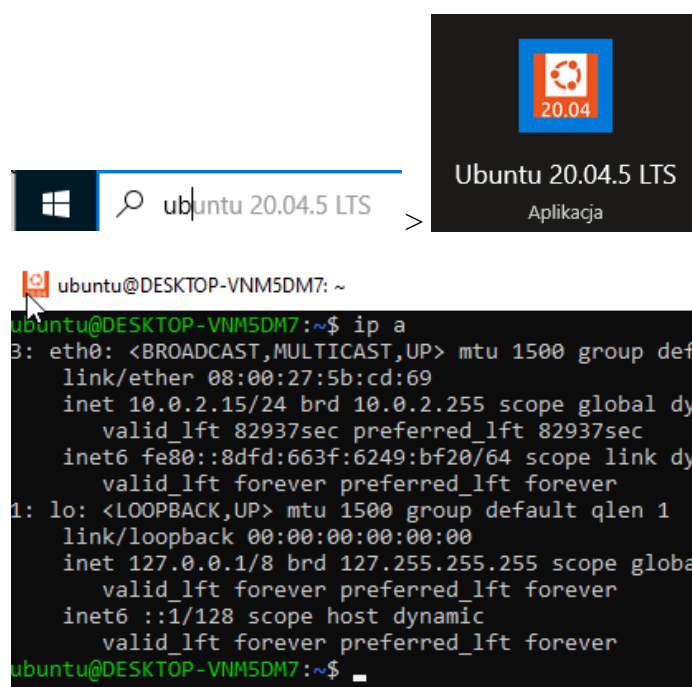 20.04
Ubuntu 20.04.5 LTS
Aplikacja
ubuntu 20.04.5 LTS
>
ubuntu@DESKTOP-VNM5DM7: ~
ubuntu@DESKTOP-VNM5DM7:~$ ip a
3: eth0: <BROADCAST,MULTICAST,UP> mtu 1500 group def
link/ether 08:00:27:5b:cd:69
inet 10.0.2.15/24 brd 10.0.2.255 scope global dy
valid_lft 82937sec preferred_lft 82937sec
inet6 fe80::8dfd:663f:6249:bf20/64 scope link dy
valid_lft forever preferred_lft forever
1: lo: <LOOPBACK,UP> mtu 1500 group default qlen 1
link/loopback 00:00:00:00:00:00
inet 127.0.0.1/8 brd 127.255.255.255 scope globa
valid_lft forever preferred_lft forever
inet6 ::1/128 scope host dynamic
valid_lft forever preferred_lft forever
ubuntu@DESKTOP-VNM5DM7:~$